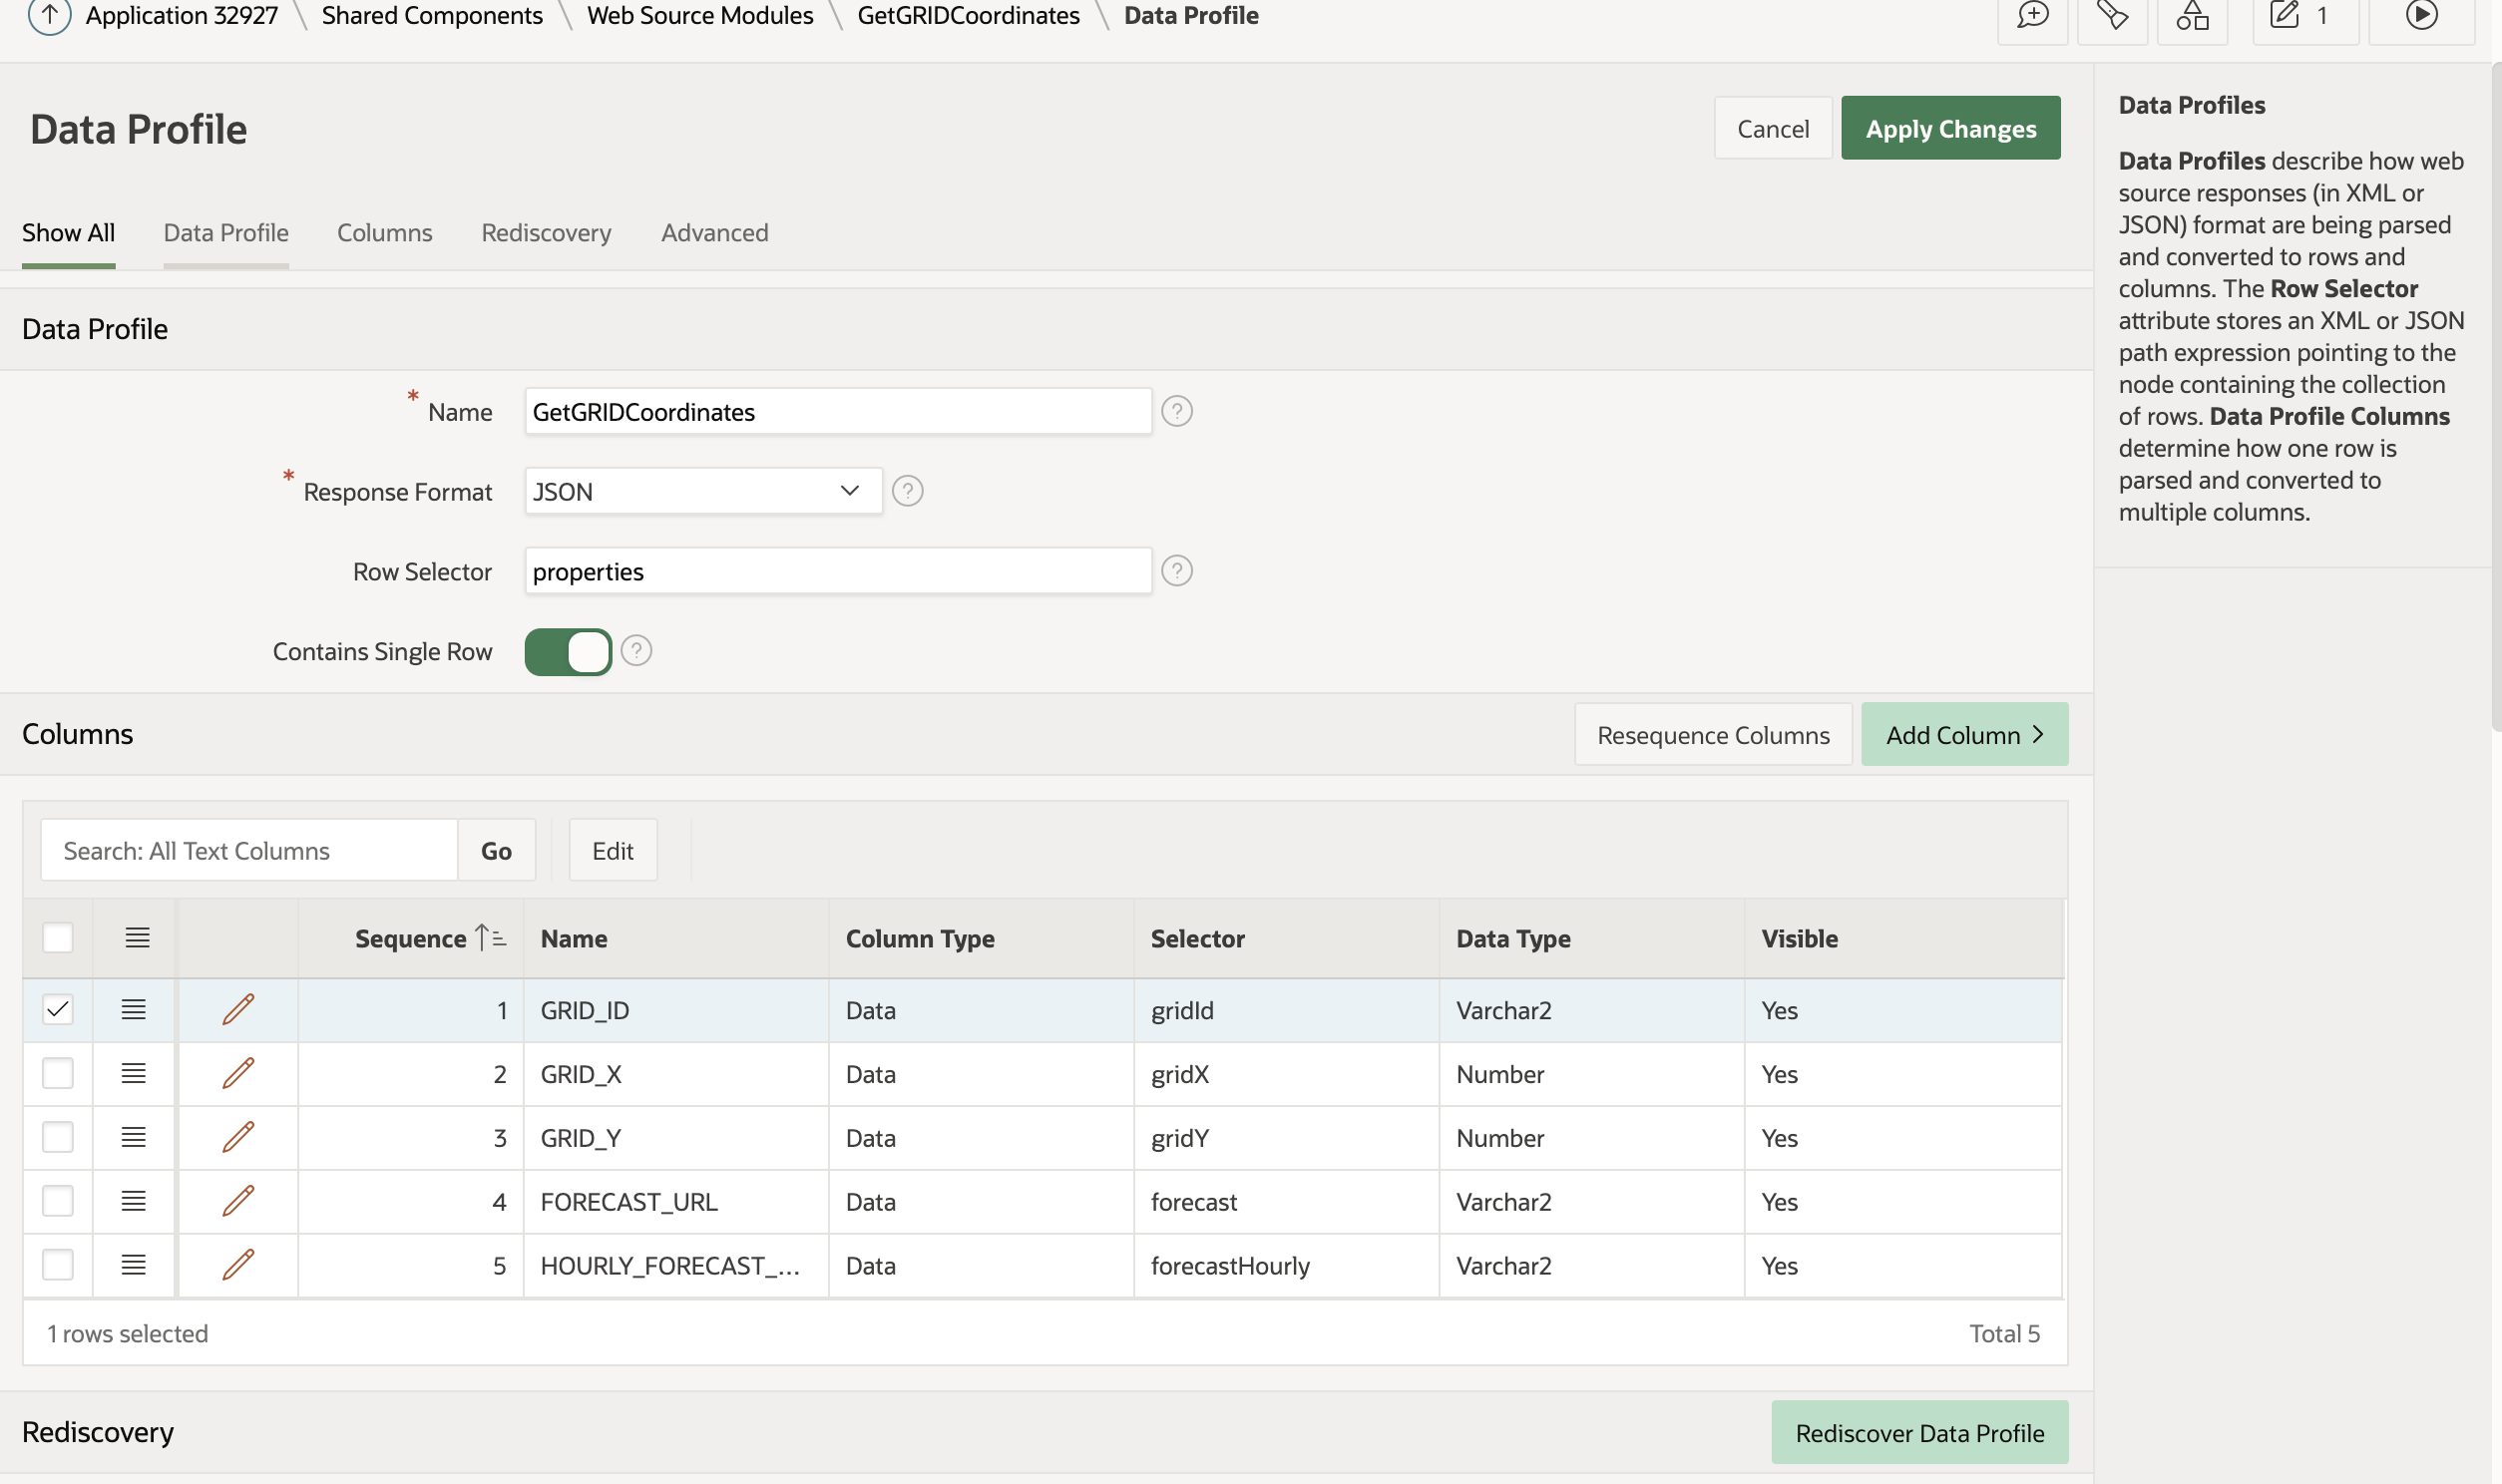 Application 32927 \ Shared Components \ Web Source Modules \ GetGRIDCoordinates \ Data Profile
1
Data Profile
Cancel
Apply Changes
Show All
Data Profile
Columns
Rediscovery
Advanced
Data Profile
* Name
GetGRIDCoordinates
?
* Response Format
JSON
?
Row Selector
properties
?
Contains Single Row
?
Columns
Resequence Columns
Add Column >
Search: All Text Columns
Go
Edit
Sequence Name Column Type Selector Data Type Visible
1 GRID_ID Data gridId Varchar2 Yes
2 GRID_X Data gridX Number Yes
3 GRID_Y Data gridY Number Yes
4 FORECAST_URL Data forecast Varchar2 Yes
5 HOURLY_FORECAST_... Data forecastHourly Varchar2 Yes
1 rows selected
Total 5
Rediscovery
Rediscover Data Profile
Data Profiles
Data Profiles describe how web
source responses (in XML or
JSON) format are being parsed
and converted to rows and
columns. The Row Selector
attribute stores an XML or JSON
path expression pointing to the
node containing the collection
of rows. Data Profile Columns
determine how one row is
parsed and converted to
multiple columns.